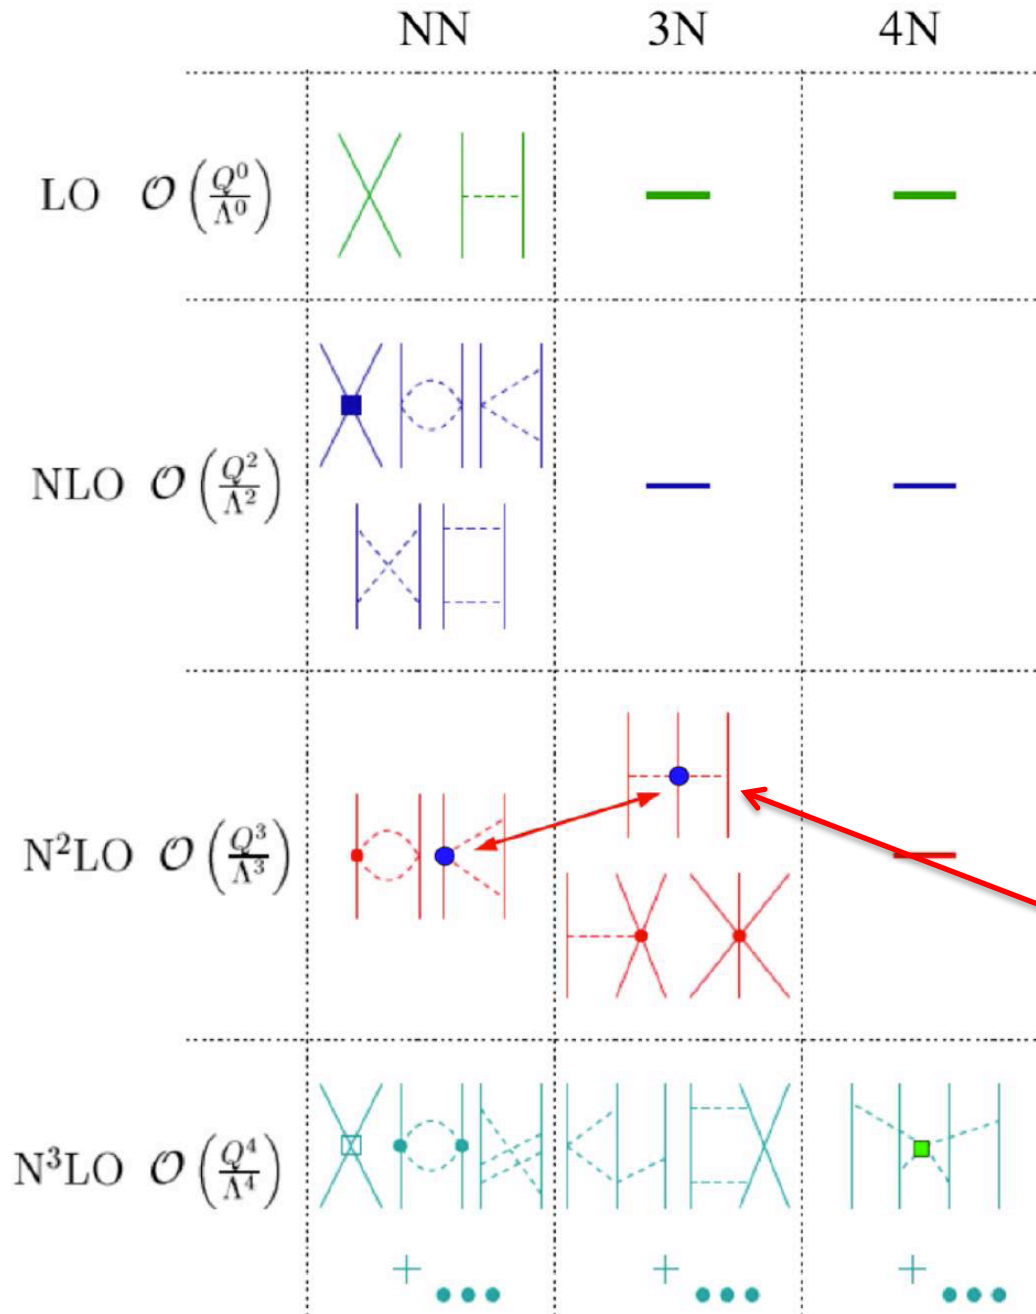 NN 3N 4N
LO 𝒪(Q⁰/Λ⁰)
NLO 𝒪(Q²/Λ²)
N²LO 𝒪(Q³/Λ³)
N³LO 𝒪(Q⁴/Λ⁴)
+ ••• + ••• + •••